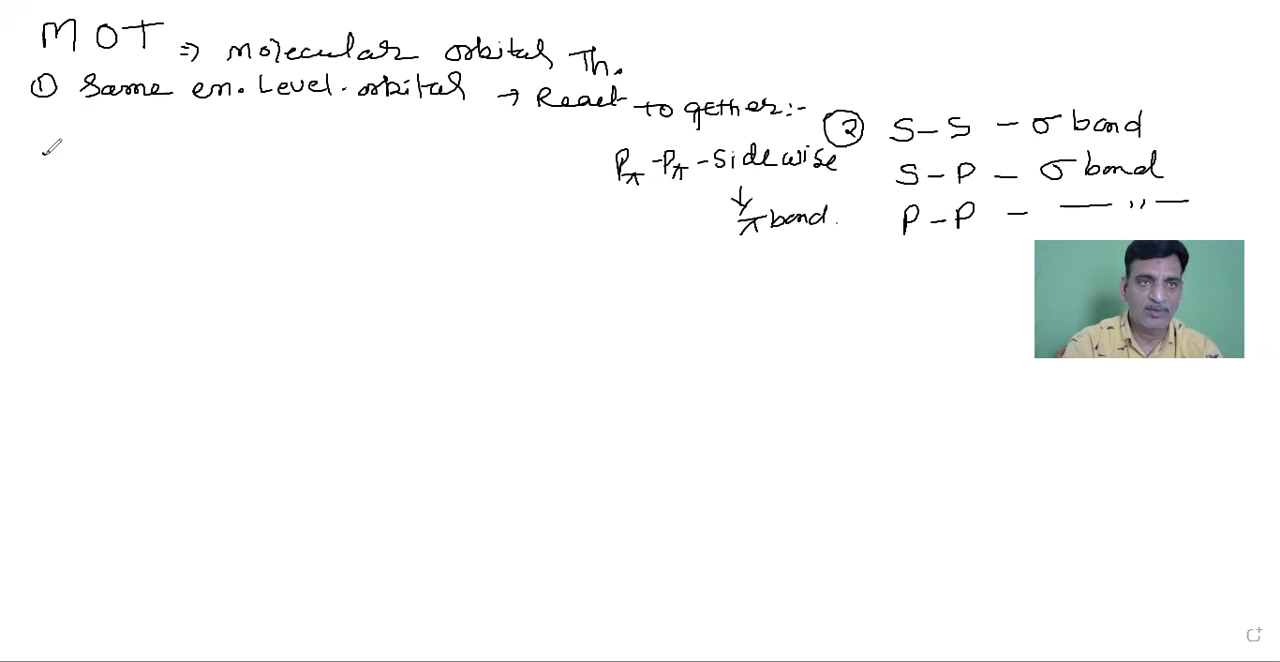 MOT ⇒ Molecular orbital Th.
① Same en. Level. orbital → React together:-
② S-S - σ bond
S-P - σ bond
P-P - — ,, —
Pπ-Pπ - Sidewise
↓
π bond.